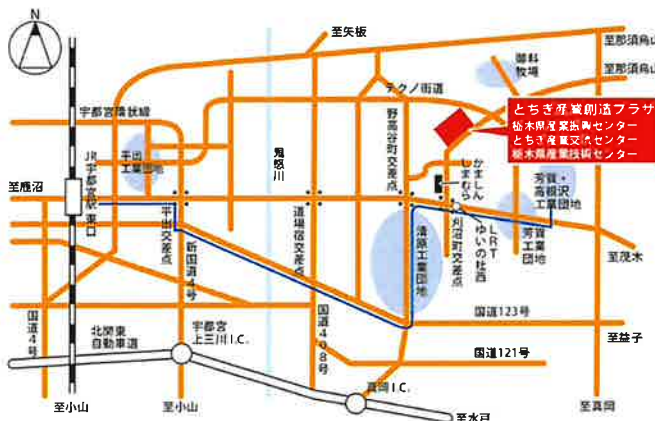 N
至矢板
至那須烏山
至那須烏山
御料
牧場
テクノ街道
宇都宮環状線
とちぎ産業創造プラザ
栃木県産業振興センター
とちぎ産業交流センター
栃木県産業技術センター
平出
工業団地
鬼怒川
野高谷町交差点
かましん
しまむら
至鹿沼
JR宇都宮駅 東口
平出交差点
新国道4号
道場宿交差点
清原工業団地
刈沼町交差点
LRT
ゆいの杜西
芳賀・
高根沢
工業団地
芳賀
工業
団地
至茂木
国道4号
北関東
自動車道
宇都宮
上三川I.C.
国道408号
国道123号
至益子
国道121号
真岡I.C.
至小山
至小山
至水戸
至真岡